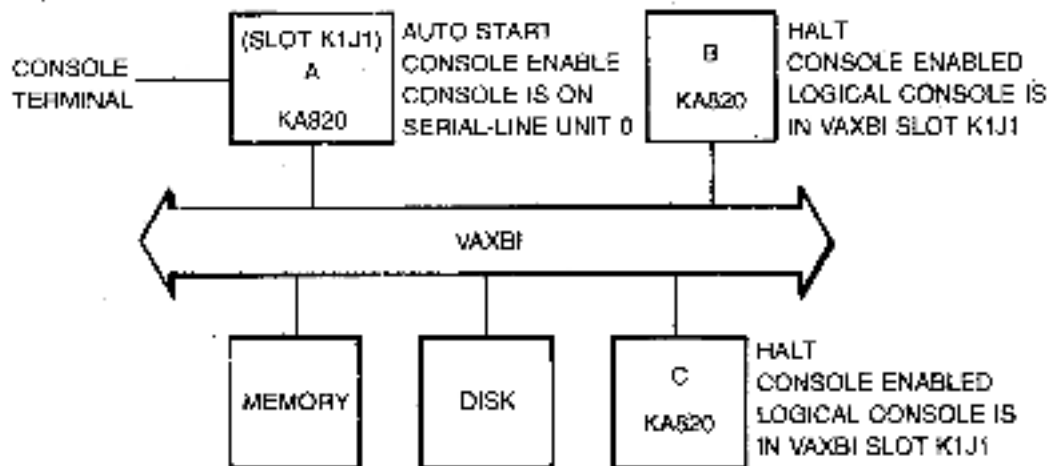 CONSOLE
TERMINAL
(SLOT K1J1)
A
KA820
AUTO START
CONSOLE ENABLE
CONSOLE IS ON
SERIAL-LINE UNIT 0
B
KA820
HALT
CONSOLE ENABLED
LOGICAL CONSOLE IS
IN VAXBI SLOT K1J1
VAXBI
MEMORY
DISK
C
KA820
HALT
CONSOLE ENABLED
LOGICAL CONSOLE IS
IN VAXBI SLOT K1J1